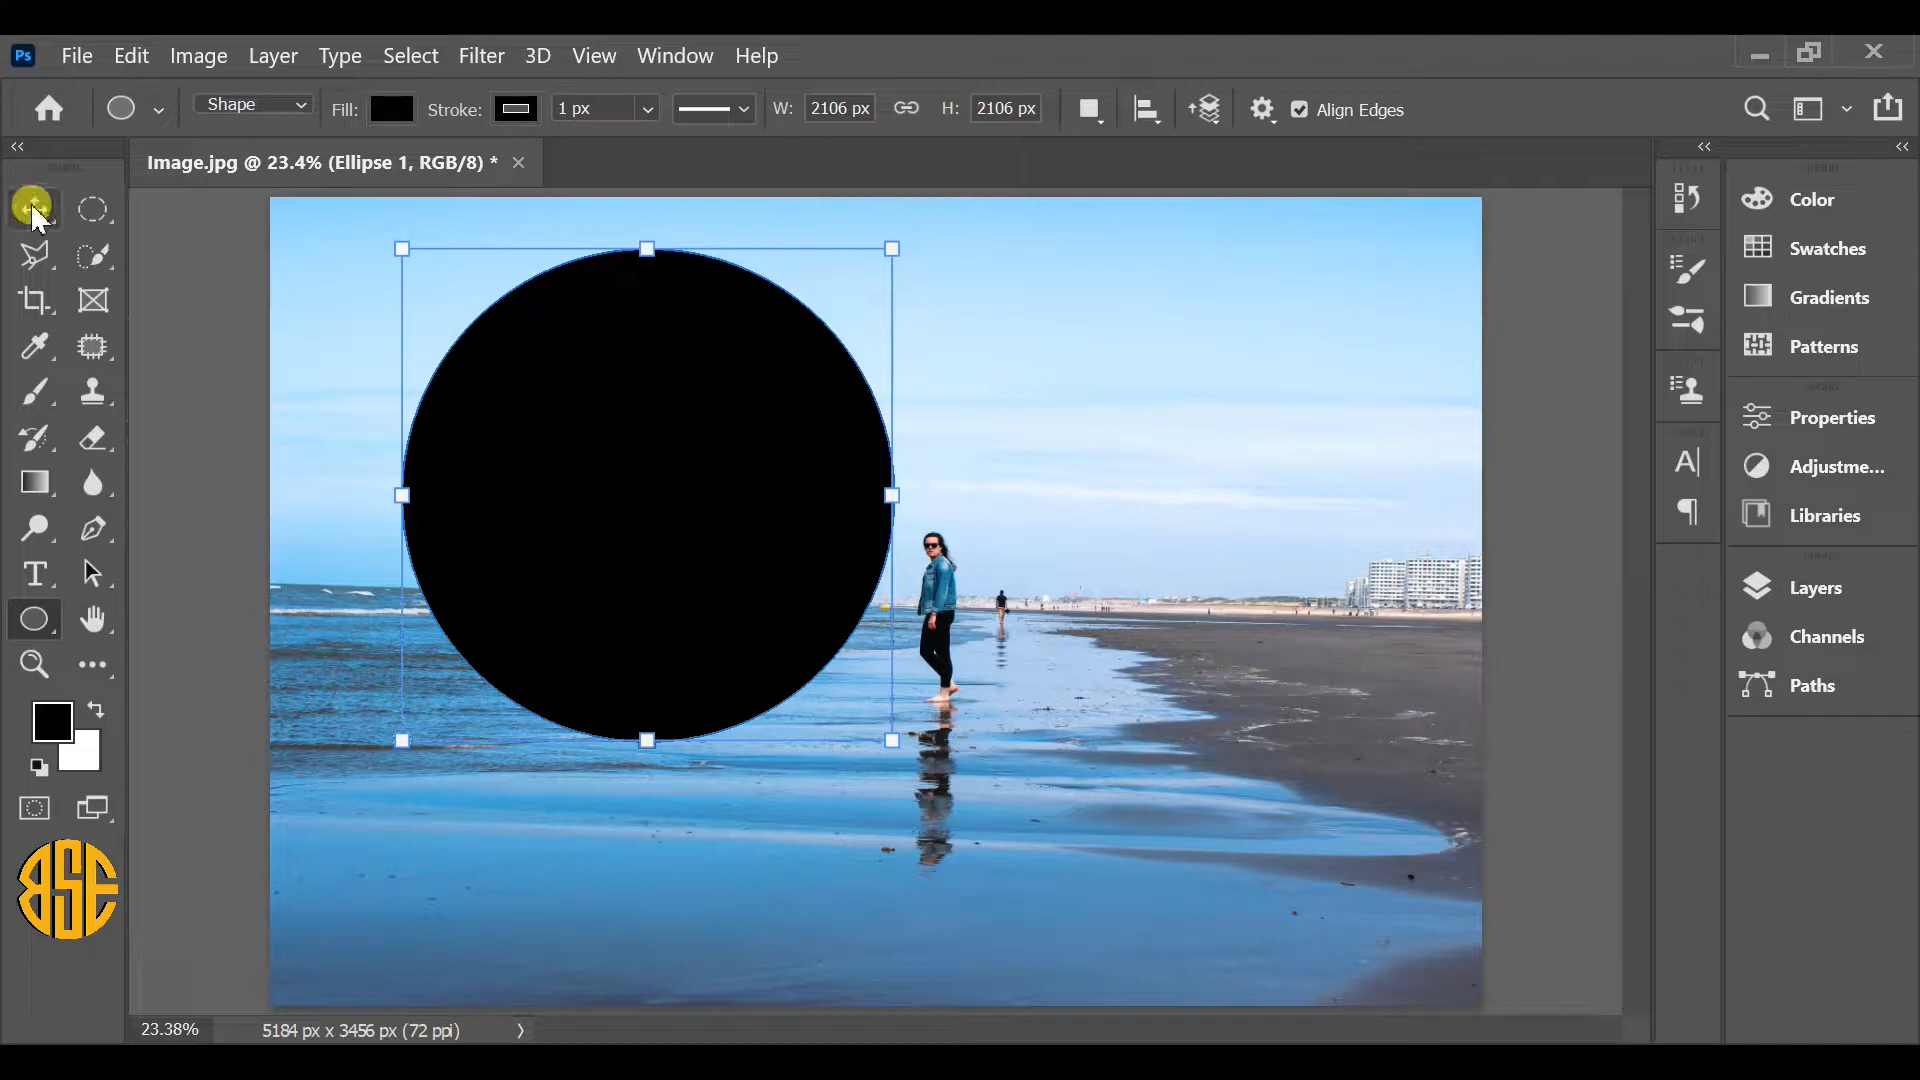 Ps File Edit Image Layer Type Select Filter 3D View Window Help
Shape Fill: Stroke: 1 px W: 2106 px H: 2106 px Align Edges
Image.jpg @ 23.4% (Ellipse 1, RGB/8) *
Color
Swatches
Gradients
Patterns
Properties
Adjustme...
Libraries
Layers
Channels
Paths
BSE
23.38% 5184 px x 3456 px (72 ppi)